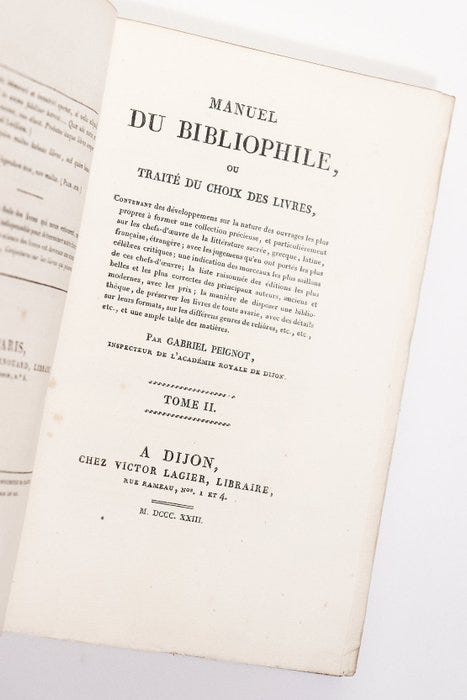 MANUEL
DU BIBLIOPHILE,
OU
TRAITÉ DU CHOIX DES LIVRES,
Contenant des développemens sur la nature des ouvrages les plus
propres à former une collection précieuse, et particulièrement
sur les chefs-d'œuvre de la littérature sacrée, grecque, latine,
française, étrangère; avec les jugemens qu'en ont portés les plus
célèbres critiques; une indication des morceaux les plus saillans
de ces chefs-d'œuvre; la liste raisonnée des éditions les plus
belles et les plus correctes des principaux auteurs, anciens et
modernes, avec les prix; la manière de disposer une biblio-
thèque, de préserver les livres de toute avarie, avec des détails
sur leurs formats, sur les différens genres de reliûres, etc., etc.,
etc., et une ample table des matières.
Par GABRIEL PEIGNOT,
INSPECTEUR DE L'ACADÉMIE ROYALE DE DIJON.
TOME II.
A DIJON,
CHEZ VICTOR LAGIER, LIBRAIRE,
RUE RAMEAU, Nos. 1 ET 4.
M. DCCC. XXIII.